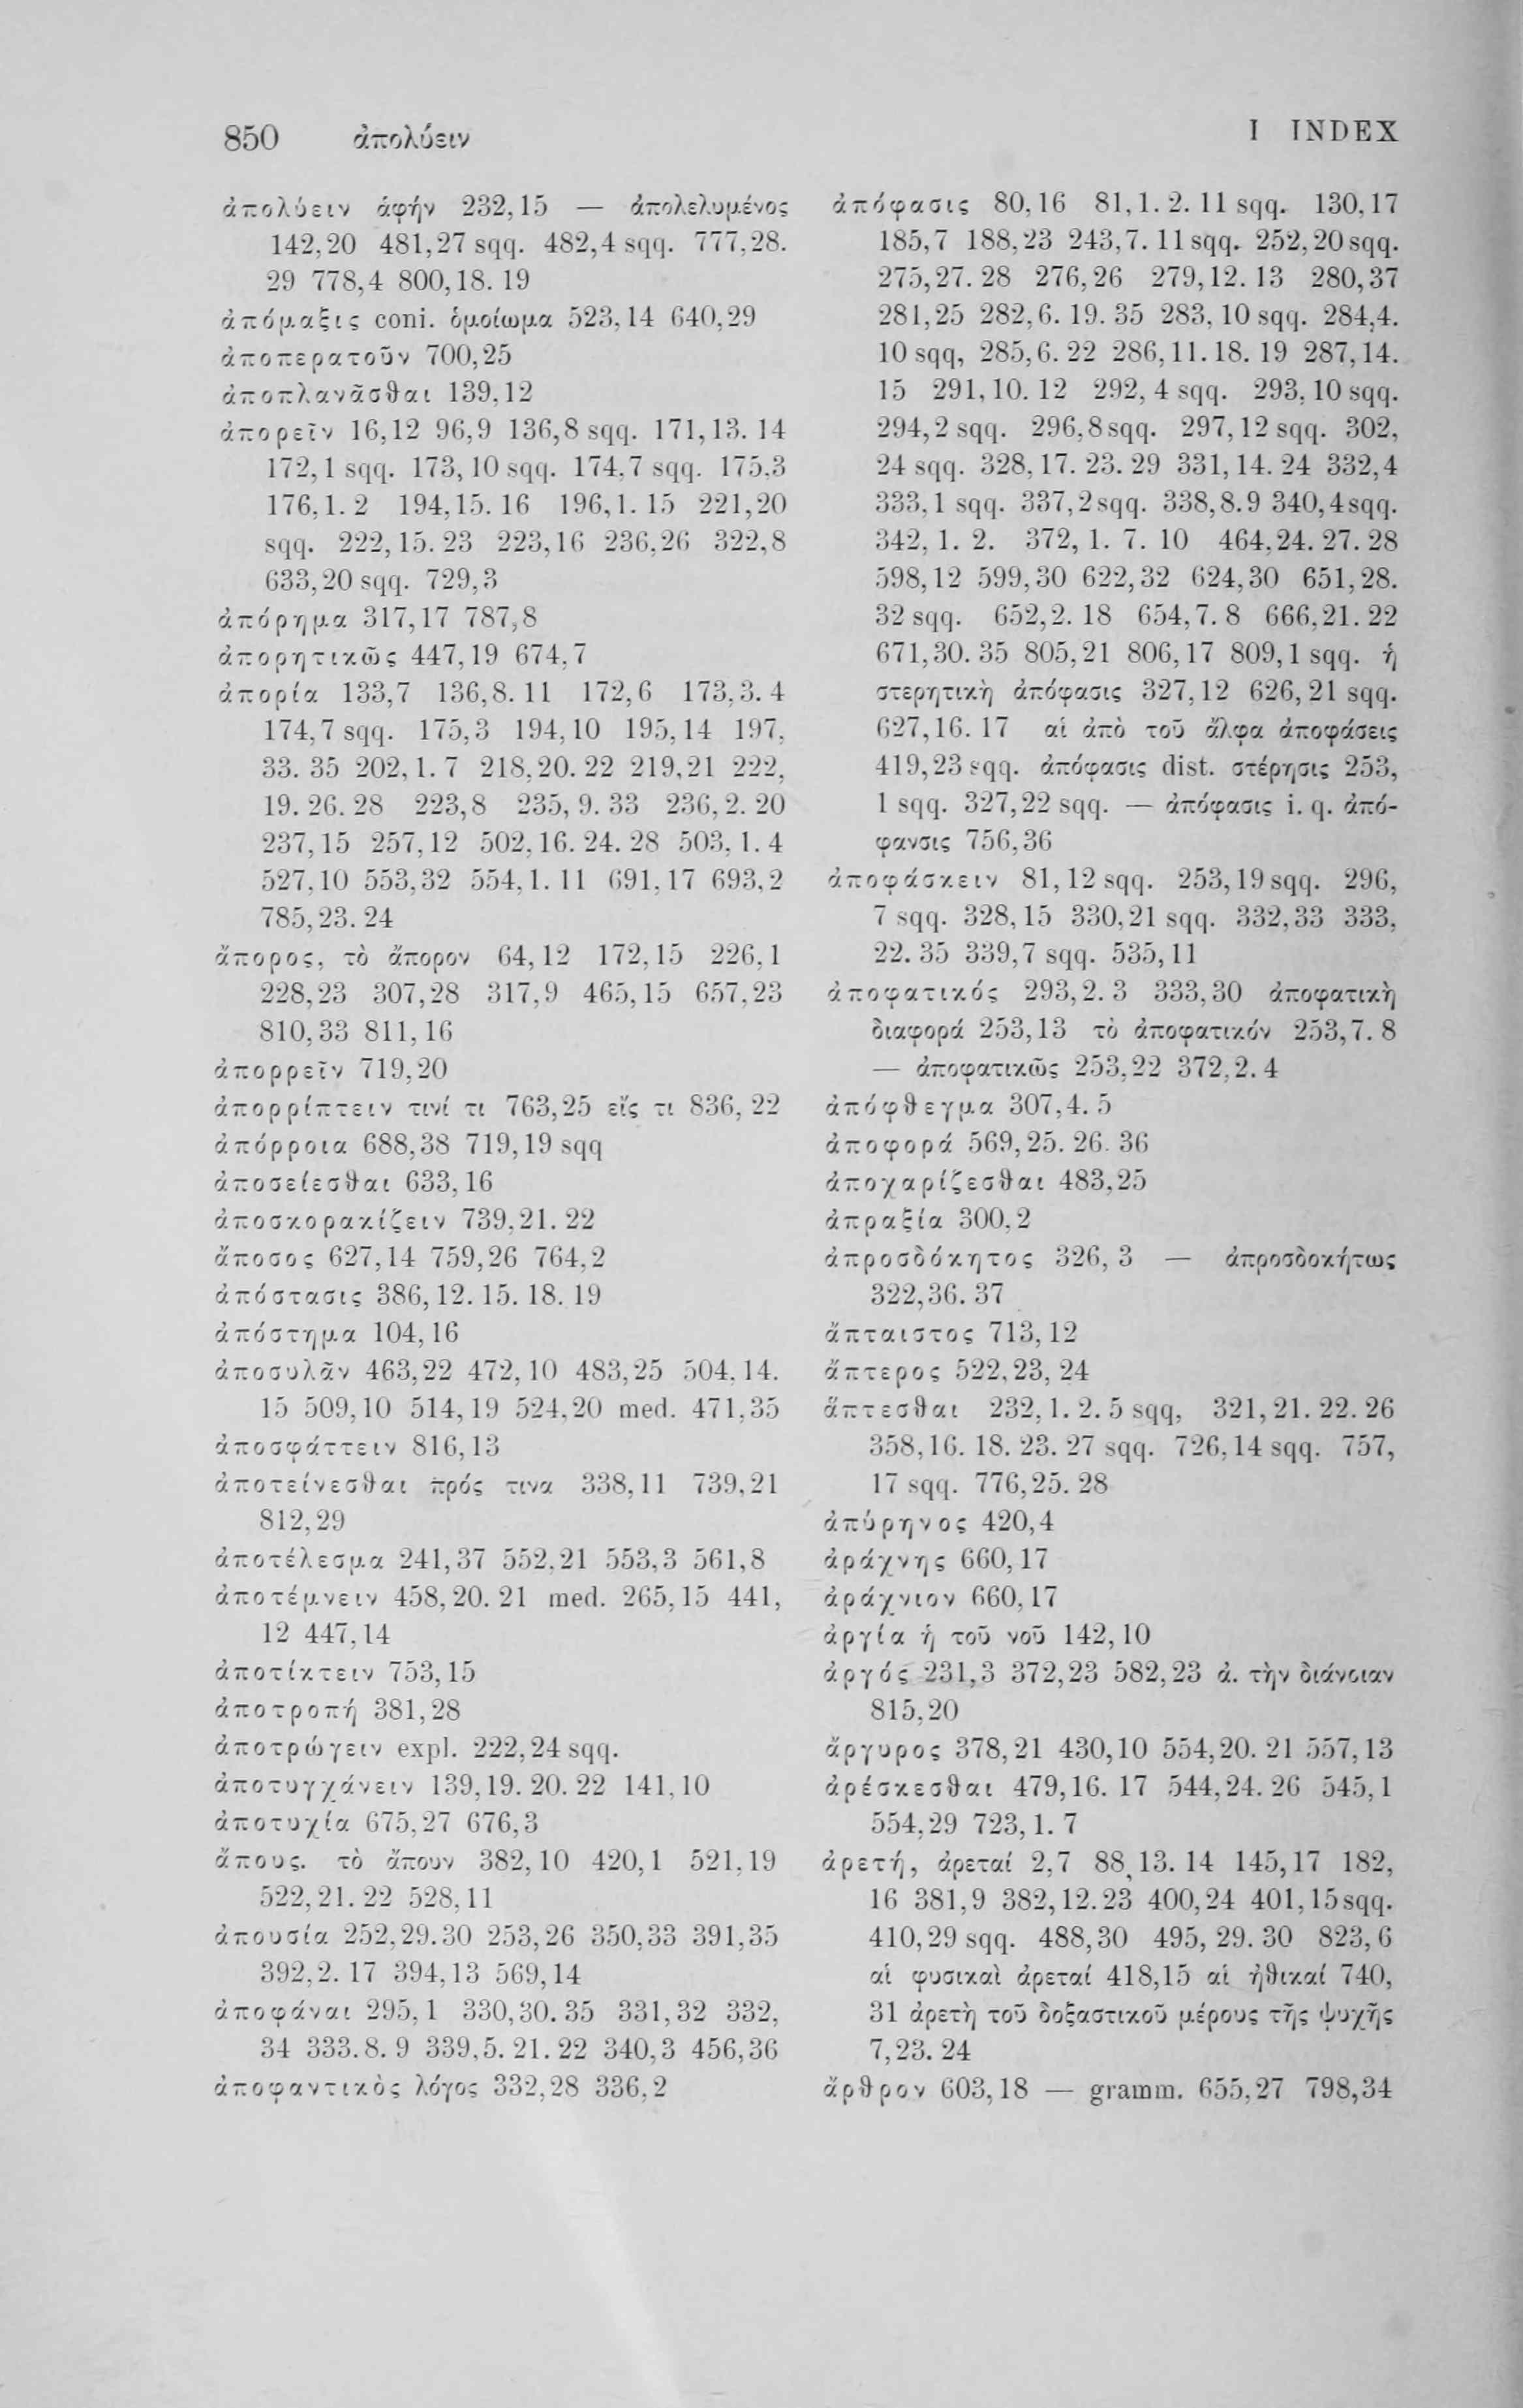 850 ἀπολύειν I INDEX
ἀπολύειν ἁφήν 232,15 — ἀπολελυμένος
142,20 481,27 sqq. 482,4 sqq. 777,28.
29 778,4 800,18. 19
ἀπόμαξις coni. ὁμοίωμα 523,14 640,29
ἀποπερατοῦν 700,25
ἀποπλανᾶσθαι 139,12
ἀπορεῖν 16,12 96,9 136,8 sqq. 171,13. 14
172,1 sqq. 173,10 sqq. 174,7 sqq. 175,3
176,1. 2 194,15. 16 196,1. 15 221,20
sqq. 222,15. 23 223,16 236,26 322,8
633,20 sqq. 729,3
ἀπόρημα 317,17 787,8
ἀπορητικῶς 447,19 674,7
ἀπορία 133,7 136,8. 11 172,6 173,3. 4
174,7 sqq. 175,3 194,10 195,14 197,
33. 35 202,1. 7 218,20. 22 219,21 222,
19. 26. 28 223,8 235,9. 33 236,2. 20
237,15 257,12 502,16. 24. 28 503,1. 4
527,10 553,32 554,1. 11 691,17 693,2
785,23. 24
ἄπορος, τὸ ἄπορον 64,12 172,15 226,1
228,23 307,28 317,9 465,15 657,23
810,33 811,16
ἀπορρεῖν 719,20
ἀπορρίπτειν τινί τι 763,25 εἴς τι 836,22
ἀπόρροια 688,38 719,19 sqq
ἀποσείεσθαι 633,16
ἀποσκορακίζειν 739,21. 22
ἄποσος 627,14 759,26 764,2
ἀπόστασις 386,12. 15. 18. 19
ἀπόστημα 104,16
ἀποσυλᾶν 463,22 472,10 483,25 504,14.
15 509,10 514,19 524,20 med. 471,35
ἀποσφάττειν 816,13
ἀποτείνεσθαι πρός τινα 338,11 739,21
812,29
ἀποτέλεσμα 241,37 552,21 553,3 561,8
ἀποτέμνειν 458,20. 21 med. 265,15 441,
12 447,14
ἀποτίκτειν 753,15
ἀποτροπή 381,28
ἀποτρώγειν expl. 222,24 sqq.
ἀποτυγχάνειν 139,19. 20. 22 141,10
ἀποτυχία 675,27 676,3
ἄπους. τὸ ἄπουν 382,10 420,1 521,19
522,21. 22 528,11
ἀπουσία 252,29.30 253,26 350,33 391,35
392,2. 17 394,13 569,14
ἀποφάναι 295,1 330,30. 35 331,32 332,
34 333.8. 9 339,5. 21. 22 340,3 456,36
ἀποφαντικὸς λόγος 332,28 336,2
ἀπόφασις 80,16 81,1. 2. 11 sqq. 130,17
185,7 188,23 243,7. 11 sqq. 252,20 sqq.
275,27. 28 276,26 279,12. 13 280,37
281,25 282,6. 19. 35 283,10 sqq. 284,4.
10 sqq, 285,6. 22 286,11. 18. 19 287,14.
15 291,10. 12 292,4 sqq. 293,10 sqq.
294,2 sqq. 296,8 sqq. 297,12 sqq. 302,
24 sqq. 328,17. 23. 29 331,14. 24 332,4
333,1 sqq. 337,2 sqq. 338,8.9 340,4 sqq.
342,1. 2. 372,1. 7. 10 464,24. 27. 28
598,12 599,30 622,32 624,30 651,28.
32 sqq. 652,2. 18 654,7. 8 666,21. 22
671,30. 35 805,21 806,17 809,1 sqq. ἡ
στερητικὴ ἀπόφασις 327,12 626,21 sqq.
627,16. 17 αἱ ἀπὸ τοῦ ἄλφα ἀποφάσεις
419,23 sqq. ἀπόφασις dist. στέρησις 253,
1 sqq. 327,22 sqq. — ἀπόφασις i. q. ἀπό-
φανσις 756,36
ἀποφάσκειν 81,12 sqq. 253,19 sqq. 296,
7 sqq. 328,15 330,21 sqq. 332,33 333,
22. 35 339,7 sqq. 535,11
ἀποφατικός 293,2. 3 333,30 ἀποφατικὴ
διαφορά 253,13 τὸ ἀποφατικόν 253,7. 8
— ἀποφατικῶς 253,22 372,2. 4
ἀπόφθεγμα 307,4. 5
ἀποφορά 569,25. 26. 36
ἀποχαρίζεσθαι 483,25
ἀπραξία 300,2
ἀπροσδόκητος 326,3 — ἀπροσδοκήτως
322,36. 37
ἄπταιστος 713,12
ἄπτερος 522,23, 24
ἅπτεσθαι 232,1. 2. 5 sqq, 321,21. 22. 26
358,16. 18. 23. 27 sqq. 726,14 sqq. 757,
17 sqq. 776,25. 28
ἀπύρηνος 420,4
ἀράχνης 660,17
ἀράχνιον 660,17
ἀργία ἡ τοῦ νοῦ 142,10
ἀργός 231,3 372,23 582,23 ἀ. τὴν διάνοιαν
815,20
ἄργυρος 378,21 430,10 554,20. 21 557,13
ἀρέσκεσθαι 479,16. 17 544,24. 26 545,1
554,29 723,1. 7
ἀρετή, ἀρεταί 2,7 88,13. 14 145,17 182,
16 381,9 382,12. 23 400,24 401,15 sqq.
410,29 sqq. 488,30 495,29. 30 823,6
αἱ φυσικαὶ ἀρεταί 418,15 αἱ ἠθικαί 740,
31 ἀρετὴ τοῦ δοξαστικοῦ μέρους τῆς ψυχῆς
7,23. 24
ἄρθρον 603,18 — gramm. 655,27 798,34